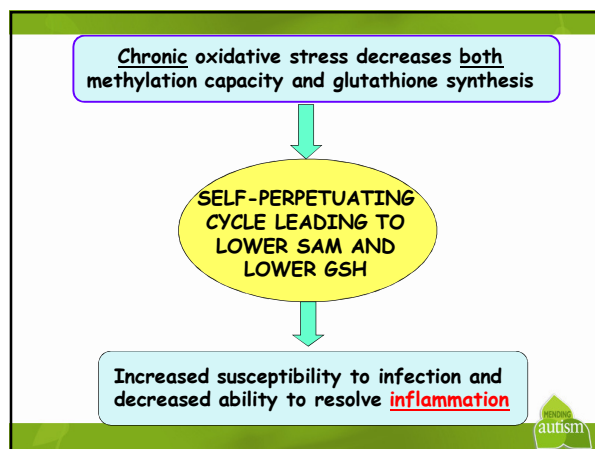 Chronic oxidative stress decreases both
methylation capacity and glutathione synthesis
SELF-PERPETUATING
CYCLE LEADING TO
LOWER SAM AND
LOWER GSH
Increased susceptibility to infection and
decreased ability to resolve inflammation
MENDING
autism